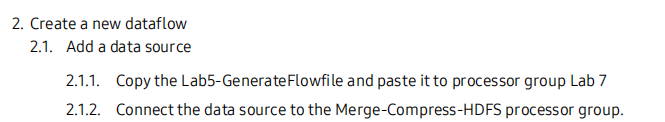 2. Create a new dataflow
2.1. Add a data source
2.1.1. Copy the Lab5-GenerateFlowfile and paste it to processor group Lab 7
2.1.2. Connect the data source to the Merge-Compress-HDFS processor group.